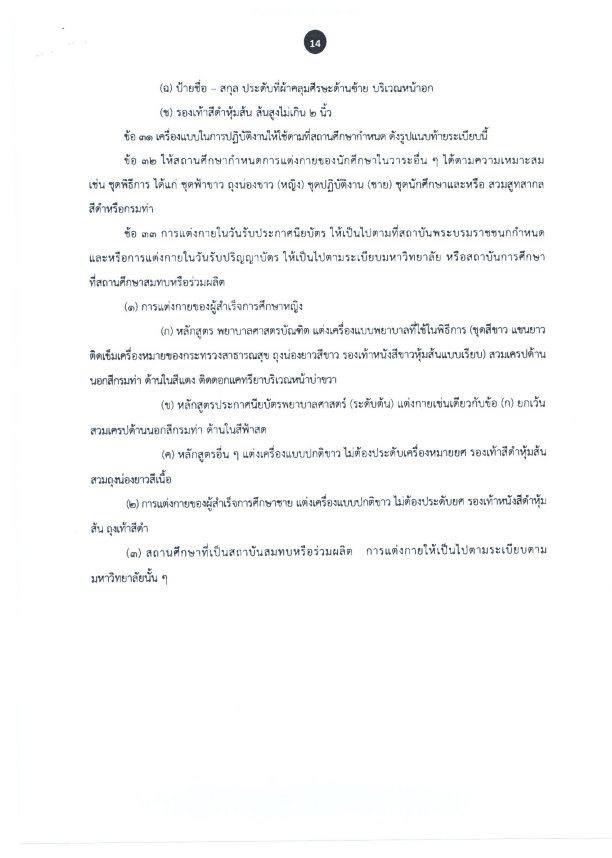 14
(ฉ) ป้ายชื่อ – สกุล ประดับที่ผ้าคลุมศีรษะด้านซ้าย บริเวณหน้าอก
(ช) รองเท้าสีดำหุ้มส้น ส้นสูงไม่เกิน ๒ นิ้ว
ข้อ ๓๑ เครื่องแบบในการปฏิบัติงานให้ใช้ตามที่สถานศึกษากำหนด ดังรูปแนบท้ายระเบียบนี้
ข้อ ๓๒ ให้สถานศึกษากำหนดการแต่งกายของนักศึกษาในวาระอื่น ๆ ได้ตามความเหมาะสม
เช่น ชุดพิธีการ ได้แก่ ชุดฟ้าขาว ถุงน่องขาว (หญิง) ชุดปฏิบัติงาน (ชาย) ชุดนักศึกษาและหรือ สวมสูทสากล
สีดำหรือกรมท่า
ข้อ ๓๓ การแต่งกายในวันรับประกาศนียบัตร ให้เป็นไปตามที่สถาบันพระบรมราชชนกกำหนด
และหรือการแต่งกายในวันรับปริญญาบัตร ให้เป็นไปตามระเบียบมหาวิทยาลัย หรือสถาบันการศึกษา
ที่สถานศึกษาสมทบหรือร่วมผลิต
(๑) การแต่งกายของผู้สำเร็จการศึกษาหญิง
(ก) หลักสูตร พยาบาลศาสตรบัณฑิต แต่งเครื่องแบบพยาบาลที่ใช้ในพิธีการ (ชุดสีขาว แขนยาว
ติดเข็มเครื่องหมายของกระทรวงสาธารณสุข ถุงน่องยาวสีขาว รองเท้าหนังสีขาวหุ้มส้นแบบเรียบ) สวมเครปด้าน
นอกสีกรมท่า ด้านในสีแดง ติดดอกแคทรียาบริเวณหน้าบ่าขวา
(ข) หลักสูตรประกาศนียบัตรพยาบาลศาสตร์ (ระดับต้น) แต่งกายเช่นเดียวกับข้อ (ก) ยกเว้น
สวมเครปด้านนอกสีกรมท่า ด้านในสีฟ้าสด
(ค) หลักสูตรอื่น ๆ แต่งเครื่องแบบปกติขาว ไม่ต้องประดับเครื่องหมายยศ รองเท้าสีดำหุ้มส้น
สวมถุงน่องยาวสีเนื้อ
(๒) การแต่งกายของผู้สำเร็จการศึกษาชาย แต่งเครื่องแบบปกติขาว ไม่ต้องประดับยศ รองเท้าหนังสีดำหุ้ม
ส้น ถุงเท้าสีดำ
(๓) สถานศึกษาที่เป็นสถาบันสมทบหรือร่วมผลิต การแต่งกายให้เป็นไปตามระเบียบตาม
มหาวิทยาลัยนั้น ๆ